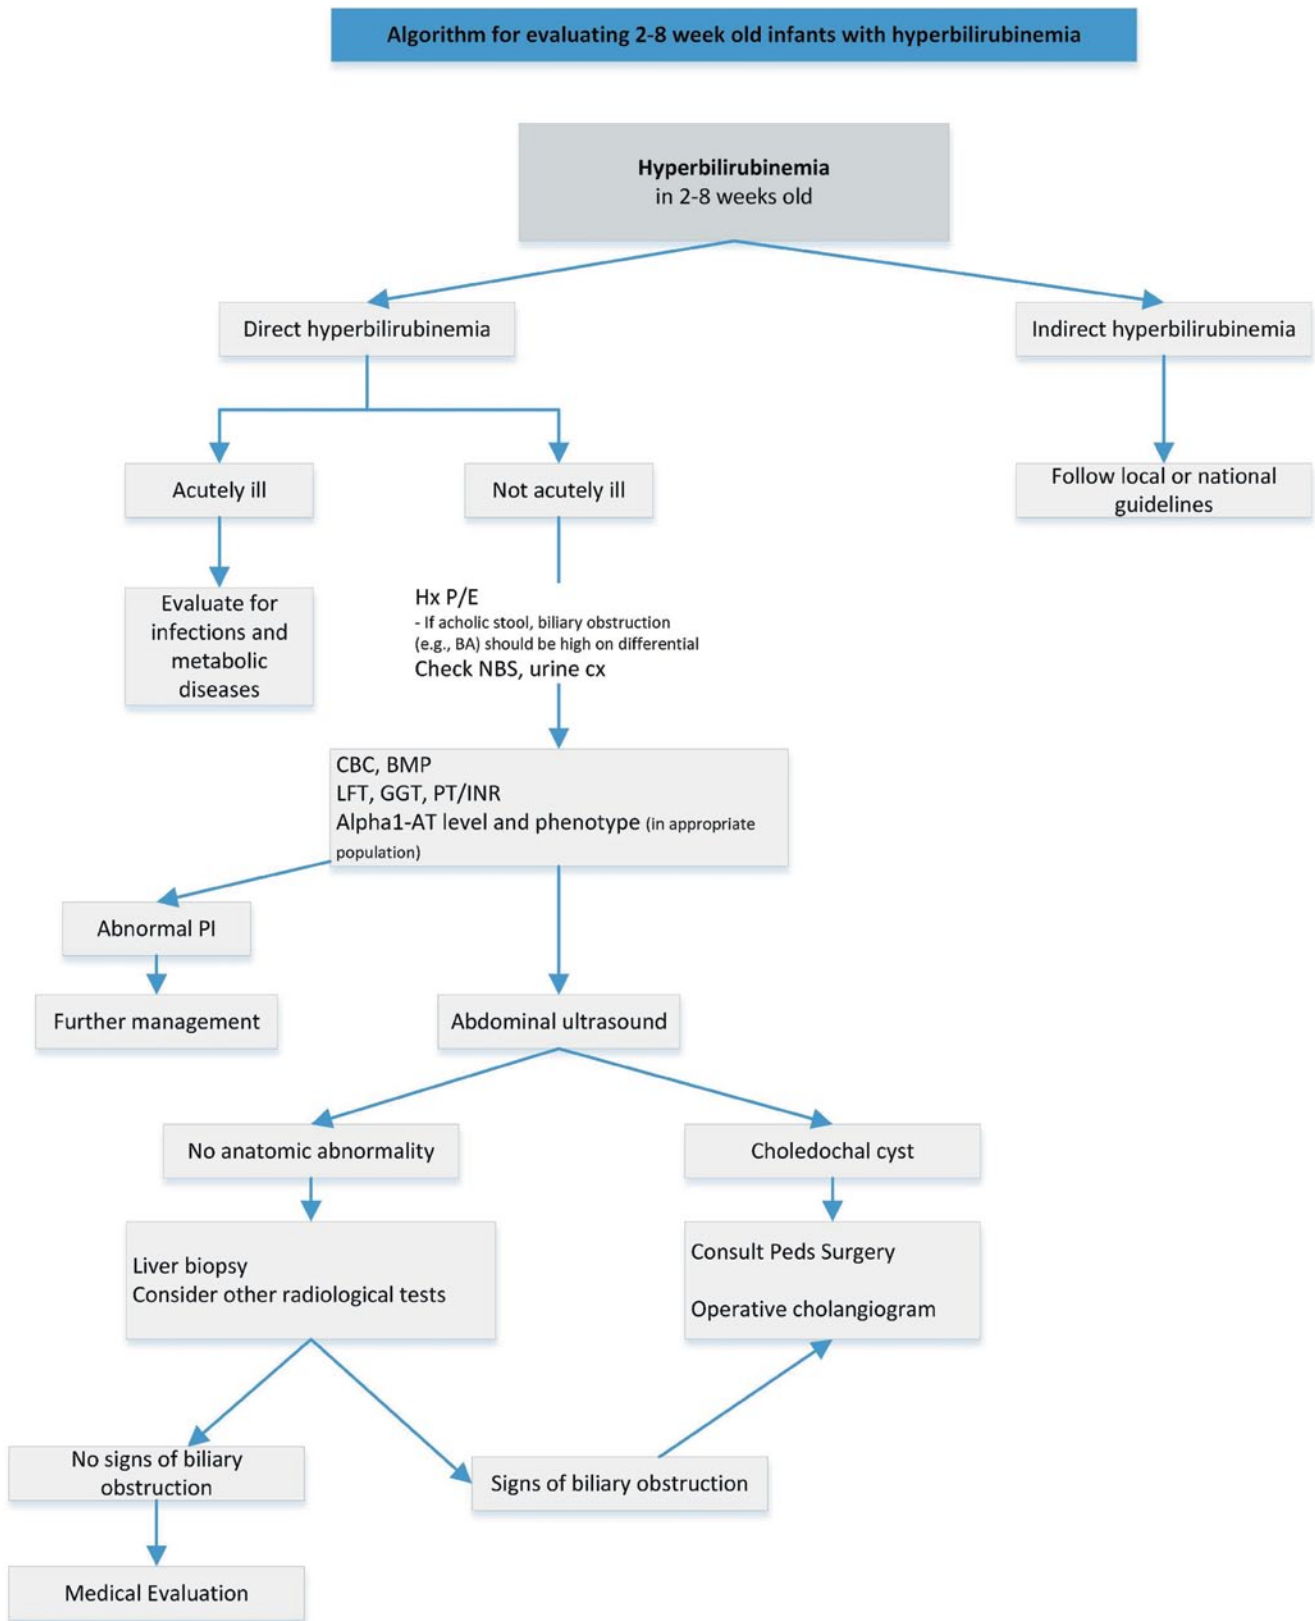 Algorithm for evaluating 2-8 week old infants with hyperbilirubinemia
Hyperbilirubinemia
in 2-8 weeks old
Direct hyperbilirubinemia
Indirect hyperbilirubinemia
Acutely ill
Not acutely ill
Follow local or national
guidelines
Evaluate for
infections and
metabolic
diseases
Hx P/E
- If acholic stool, biliary obstruction
(e.g., BA) should be high on differential
Check NBS, urine cx
CBC, BMP
LFT, GGT, PT/INR
Alpha1-AT level and phenotype (in appropriate
population)
Abnormal PI
Further management
Abdominal ultrasound
No anatomic abnormality
Choledochal cyst
Liver biopsy
Consider other radiological tests
Consult Peds Surgery
Operative cholangiogram
No signs of biliary
obstruction
Signs of biliary obstruction
Medical Evaluation